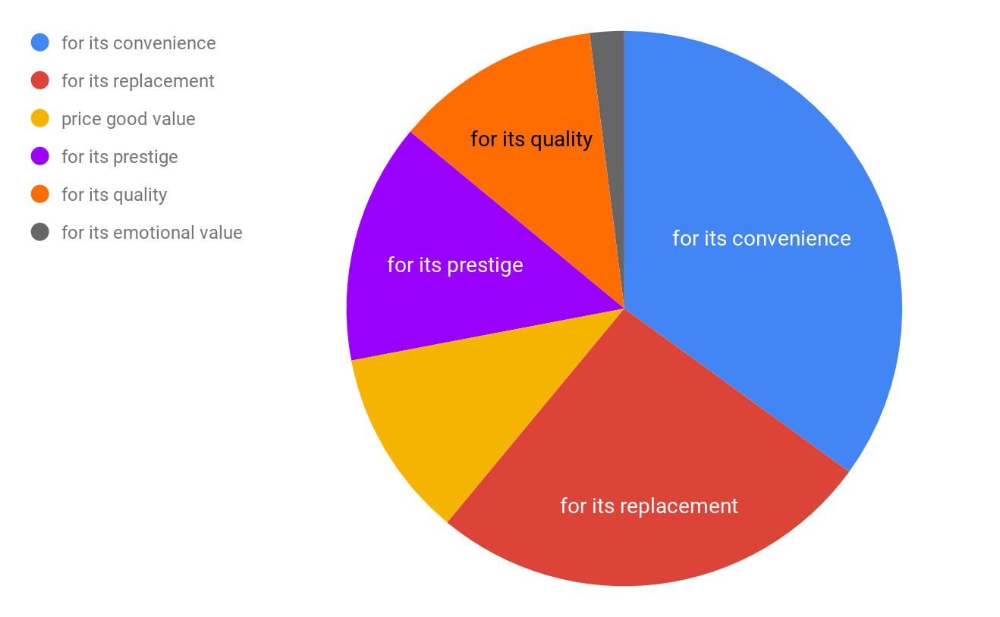 for its convenience
for its replacement
price good value
for its prestige
for its quality
for its emotional value
for its quality
for its convenience
for its prestige
for its replacement